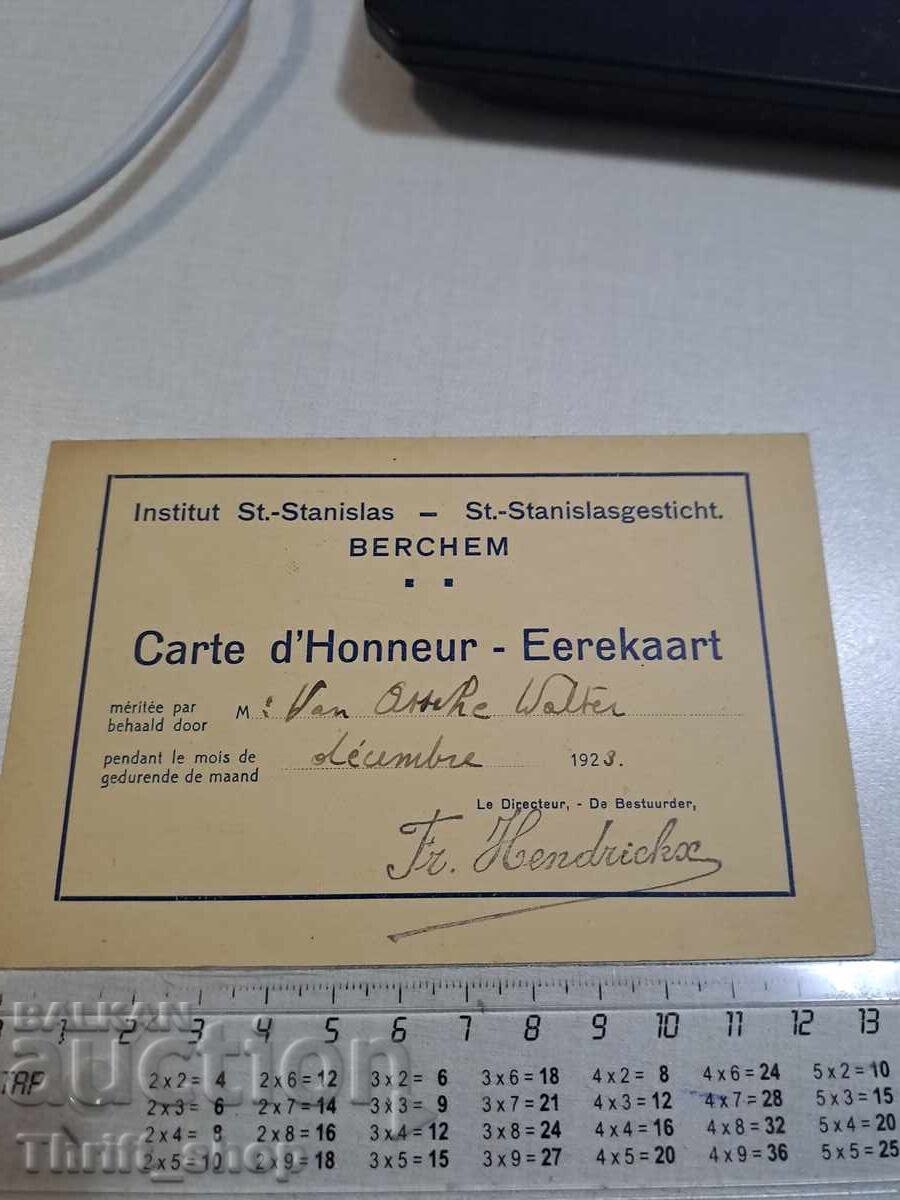 Institut St.-Stanislas – St.-Stanislasgesticht.
BERCHEM
Carte d'Honneur - Eerekaart
méritée par
behaald door M: Van Walter
pendant le mois de
gedurende de maand décembre 1923.
Le Directeur, - De Bestuurder,
Fr. Hendrickx
1 2 3 4 5 6 7 8 9 10 11 12 13
2 x 2 = 4 2 x 6 = 12 3 x 2 = 6 3 x 6 = 18 4 x 2 = 8 4 x 6 = 24 5 x 2 = 10
2 x 3 = 6 2 x 7 = 14 3 x 3 = 9 3 x 7 = 21 4 x 3 = 12 4 x 7 = 28 5 x 3 = 15
2 x 4 = 8 2 x 8 = 16 3 x 4 = 12 3 x 8 = 24 4 x 4 = 16 4 x 8 = 32 5 x 4 = 20
2 x 5 = 10 2 x 9 = 18 3 x 5 = 15 3 x 9 = 27 4 x 5 = 20 4 x 9 = 36 5 x 5 = 25
BALKAN
auction
Thrift_shop